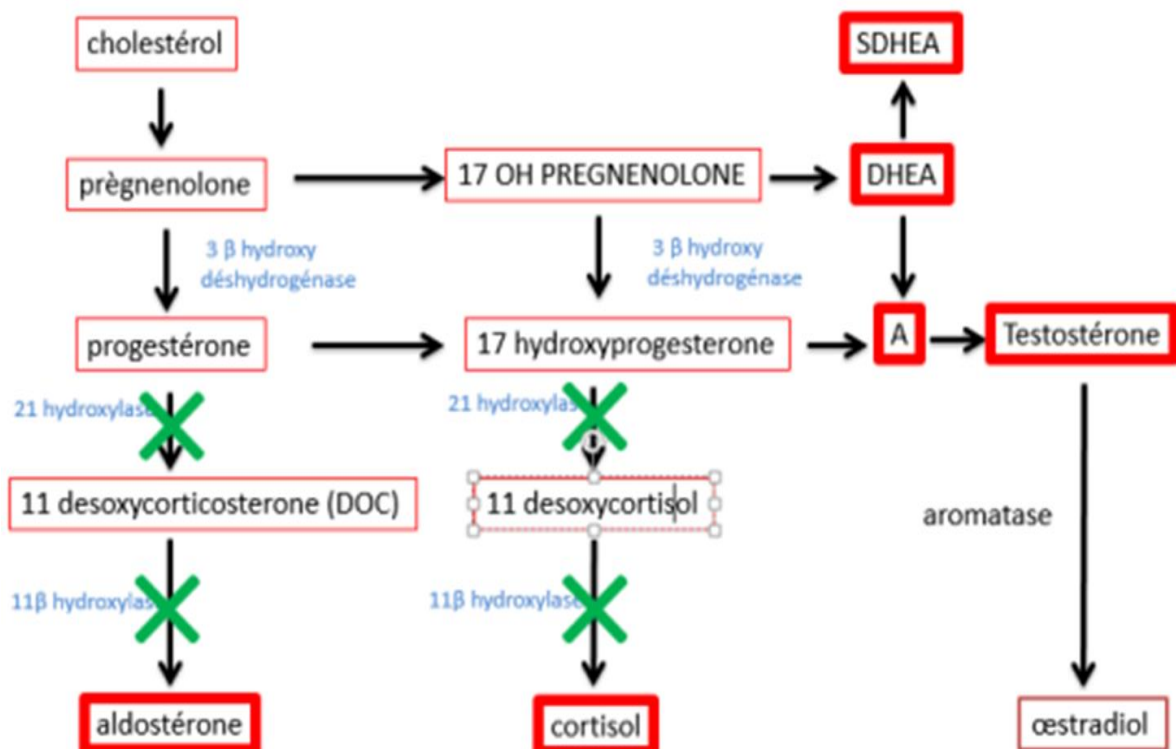 cholestérol
SDHEA
prègnenolone
17 OH PREGNENOLONE
DHEA
3 β hydroxy
déshydrogénase
3 β hydroxy
déshydrogénase
progestérone
17 hydroxyprogesterone
A
Testostérone
21 hydroxylase
21 hydroxylas
11 desoxycorticosterone (DOC)
11 desoxycortisol
aromatase
11β hydroxylase
11β hydroxylase
aldostérone
cortisol
œstradiol